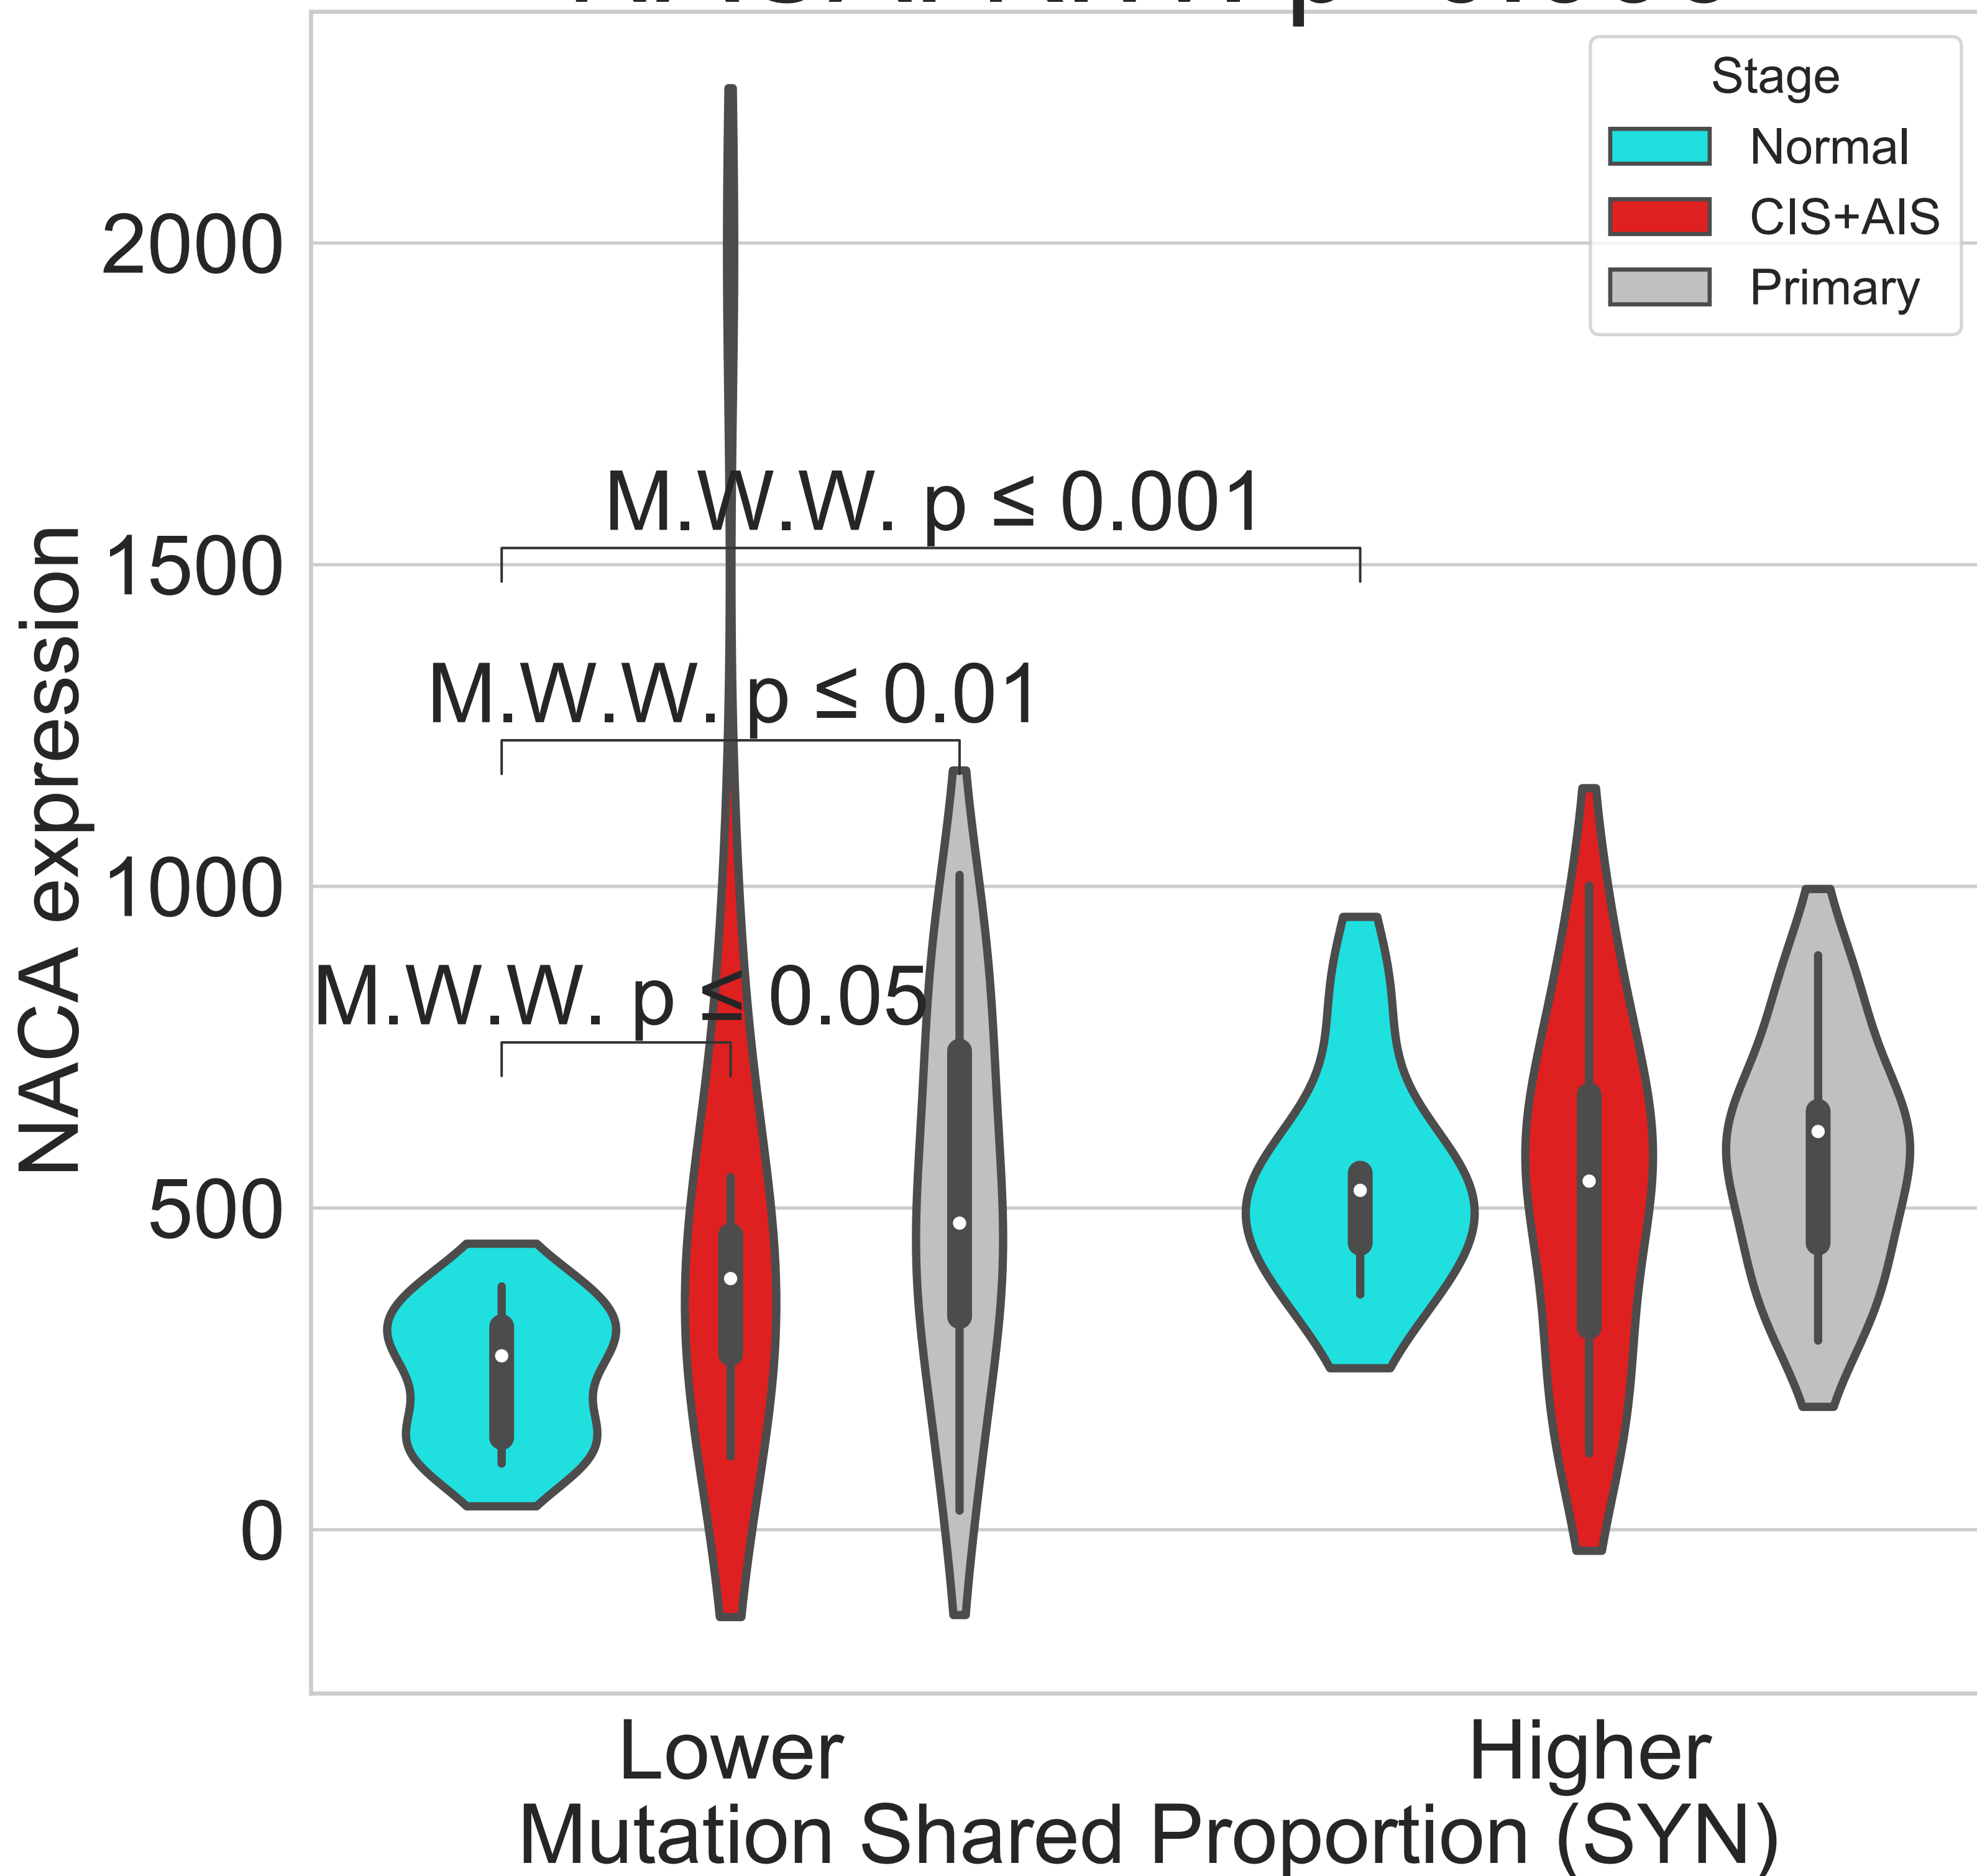 Stage
Normal
CIS+AIS
Primary
2000
1500
1000
500
0
NACA expression
M.W.W. p ≤ 0.001
M.W.W. p ≤ 0.01
M.W.W. p ≤ 0.05
Lower
Higher
Mutation Shared Proportion (SYN)